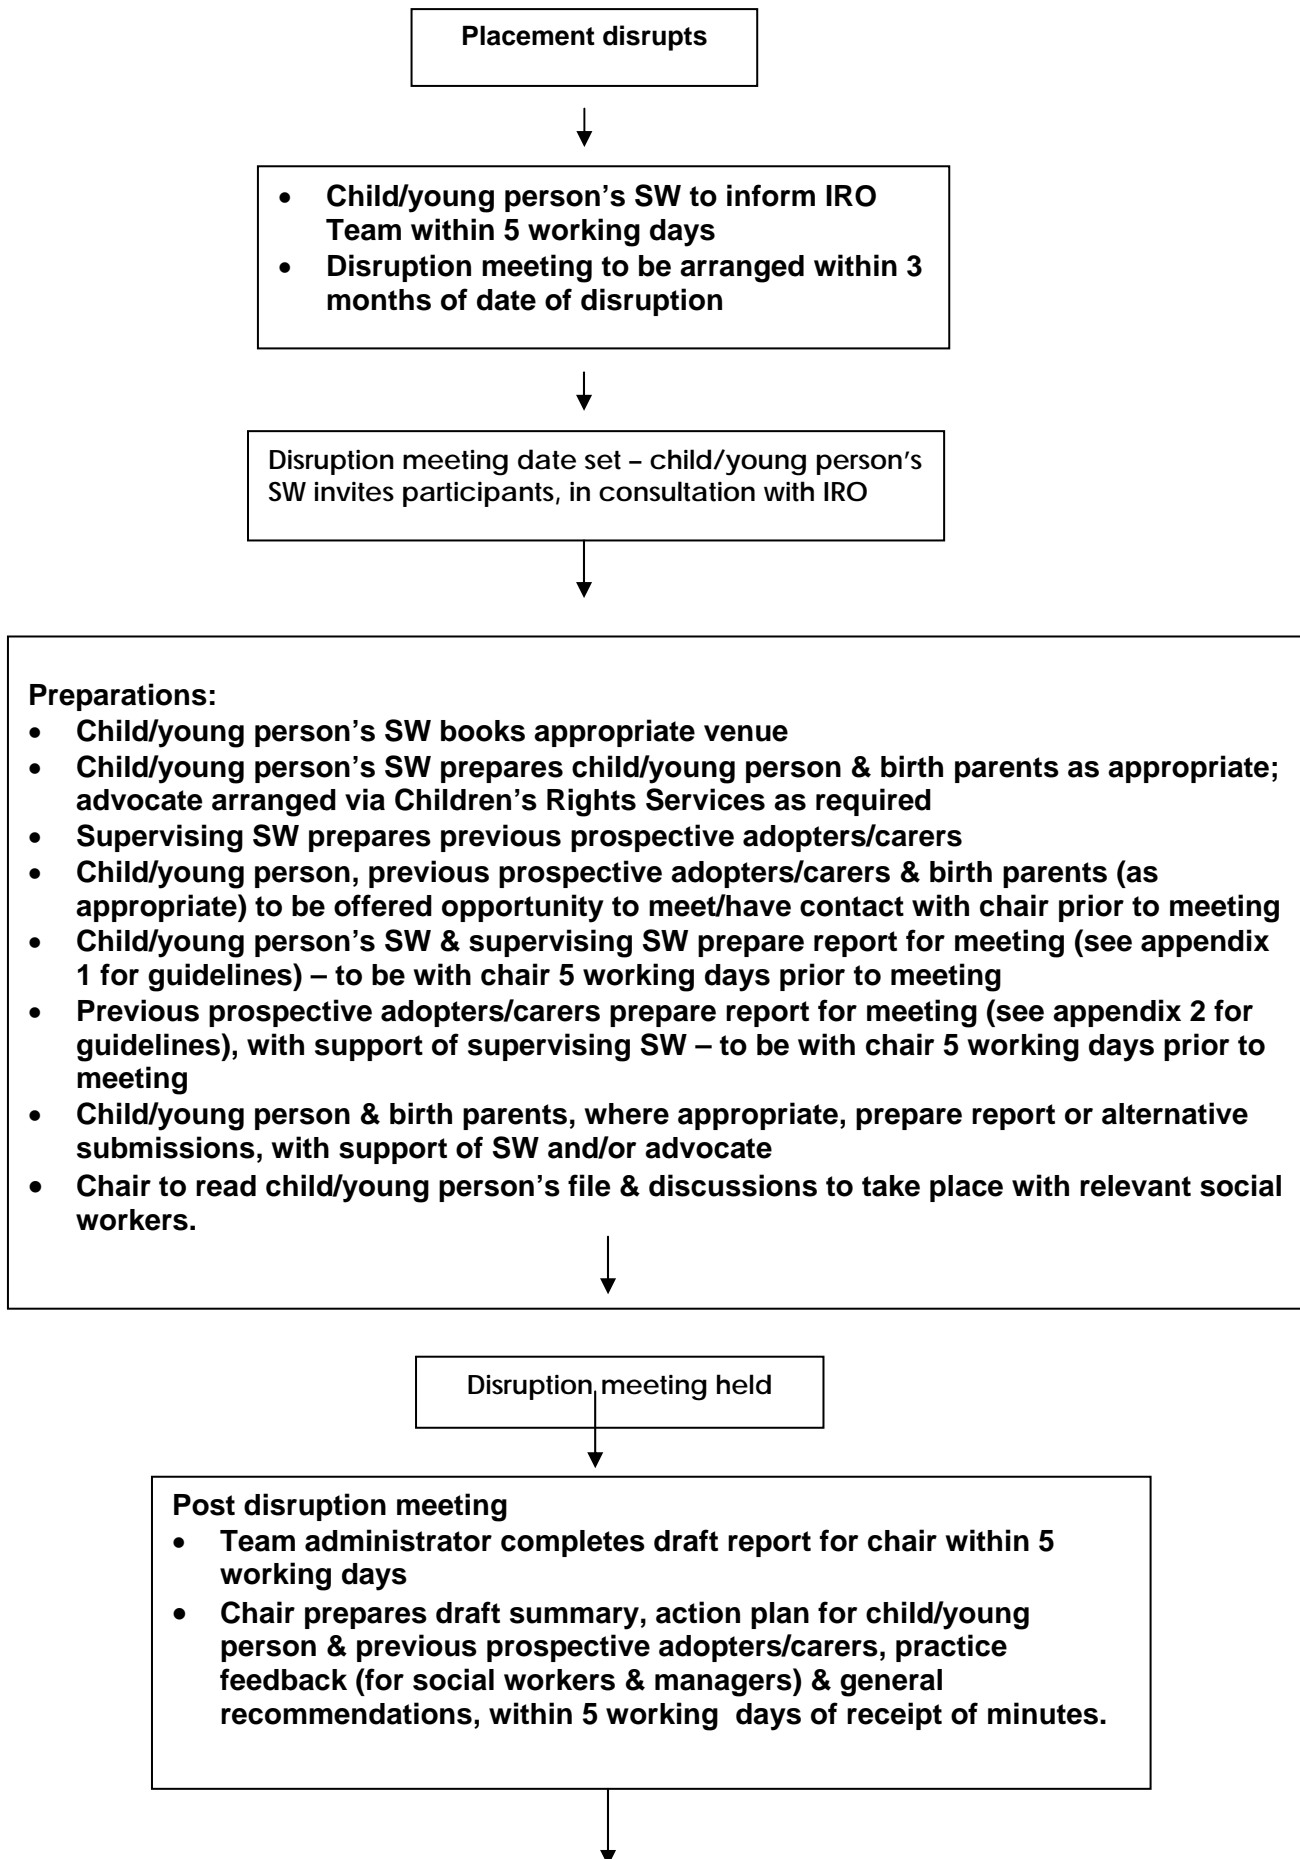 Placement disrupts
• Child/young person’s SW to inform IRO
Team within 5 working days
• Disruption meeting to be arranged within 3
months of date of disruption
Disruption meeting date set – child/young person’s
SW invites participants, in consultation with IRO
Preparations:
• Child/young person’s SW books appropriate venue
• Child/young person’s SW prepares child/young person & birth parents as appropriate;
advocate arranged via Children’s Rights Services as required
• Supervising SW prepares previous prospective adopters/carers
• Child/young person, previous prospective adopters/carers & birth parents (as
appropriate) to be offered opportunity to meet/have contact with chair prior to meeting
• Child/young person’s SW & supervising SW prepare report for meeting (see appendix
1 for guidelines) – to be with chair 5 working days prior to meeting
• Previous prospective adopters/carers prepare report for meeting (see appendix 2 for
guidelines), with support of supervising SW – to be with chair 5 working days prior to
meeting
• Child/young person & birth parents, where appropriate, prepare report or alternative
submissions, with support of SW and/or advocate
• Chair to read child/young person’s file & discussions to take place with relevant social
workers.
Disruption meeting held
Post disruption meeting
• Team administrator completes draft report for chair within 5
working days
• Chair prepares draft summary, action plan for child/young
person & previous prospective adopters/carers, practice
feedback (for social workers & managers) & general
recommendations, within 5 working days of receipt of minutes.